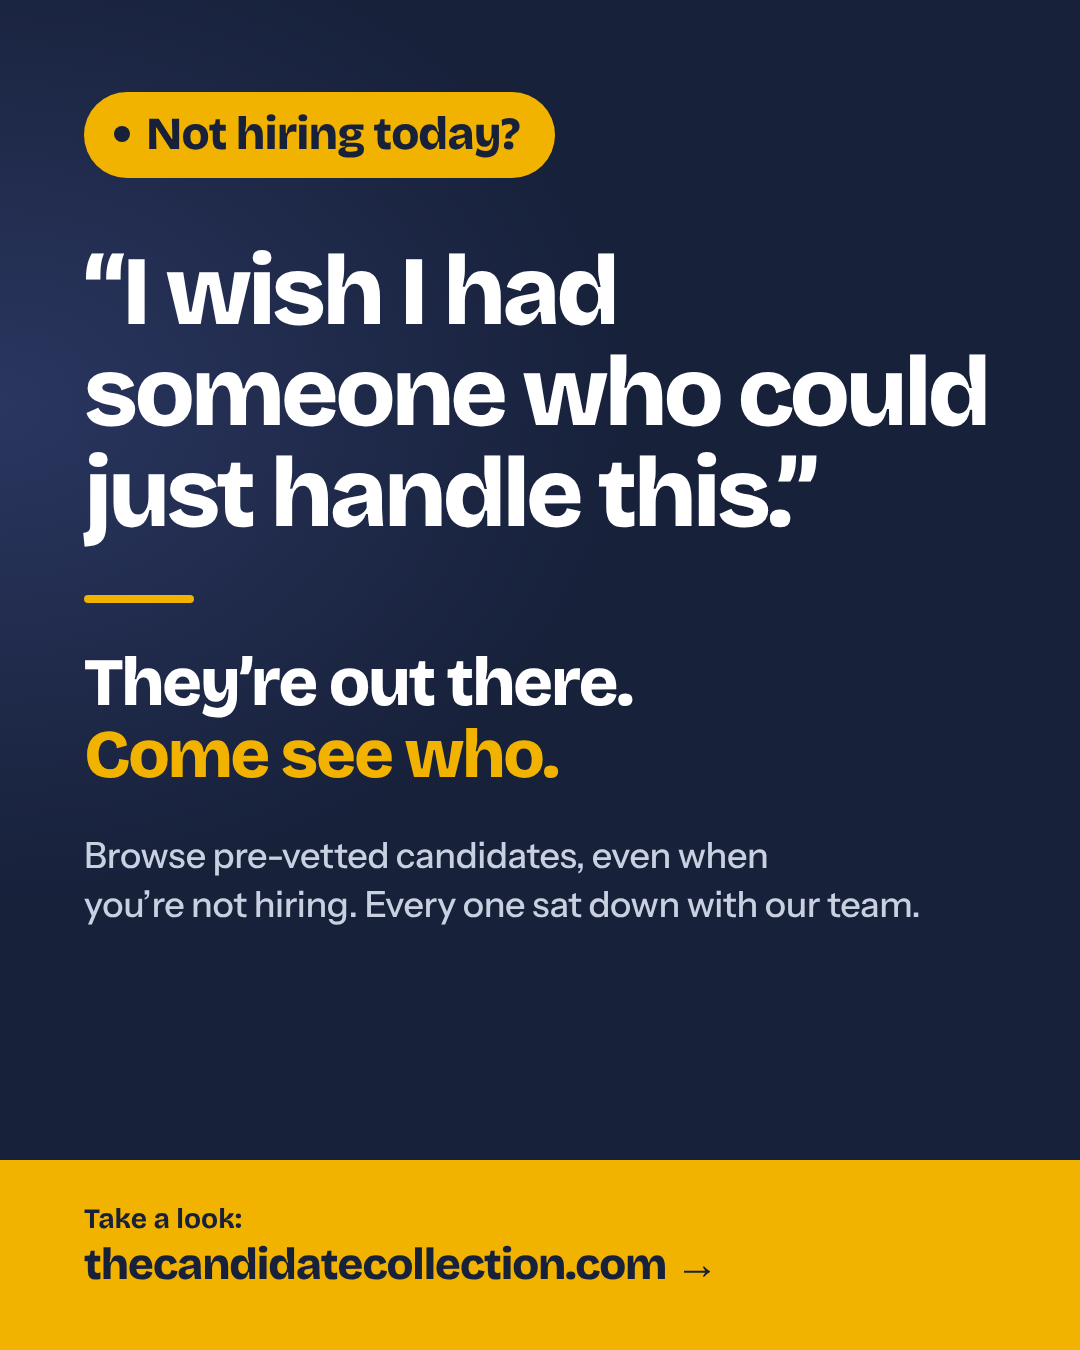 Not hiring today?
“I wish I had
someone who could
just handle this.”
They’re out there.
Come see who.
Browse pre-vetted candidates, even when
you’re not hiring. Every one sat down with our team.
Take a look:
thecandidatecollection.com →